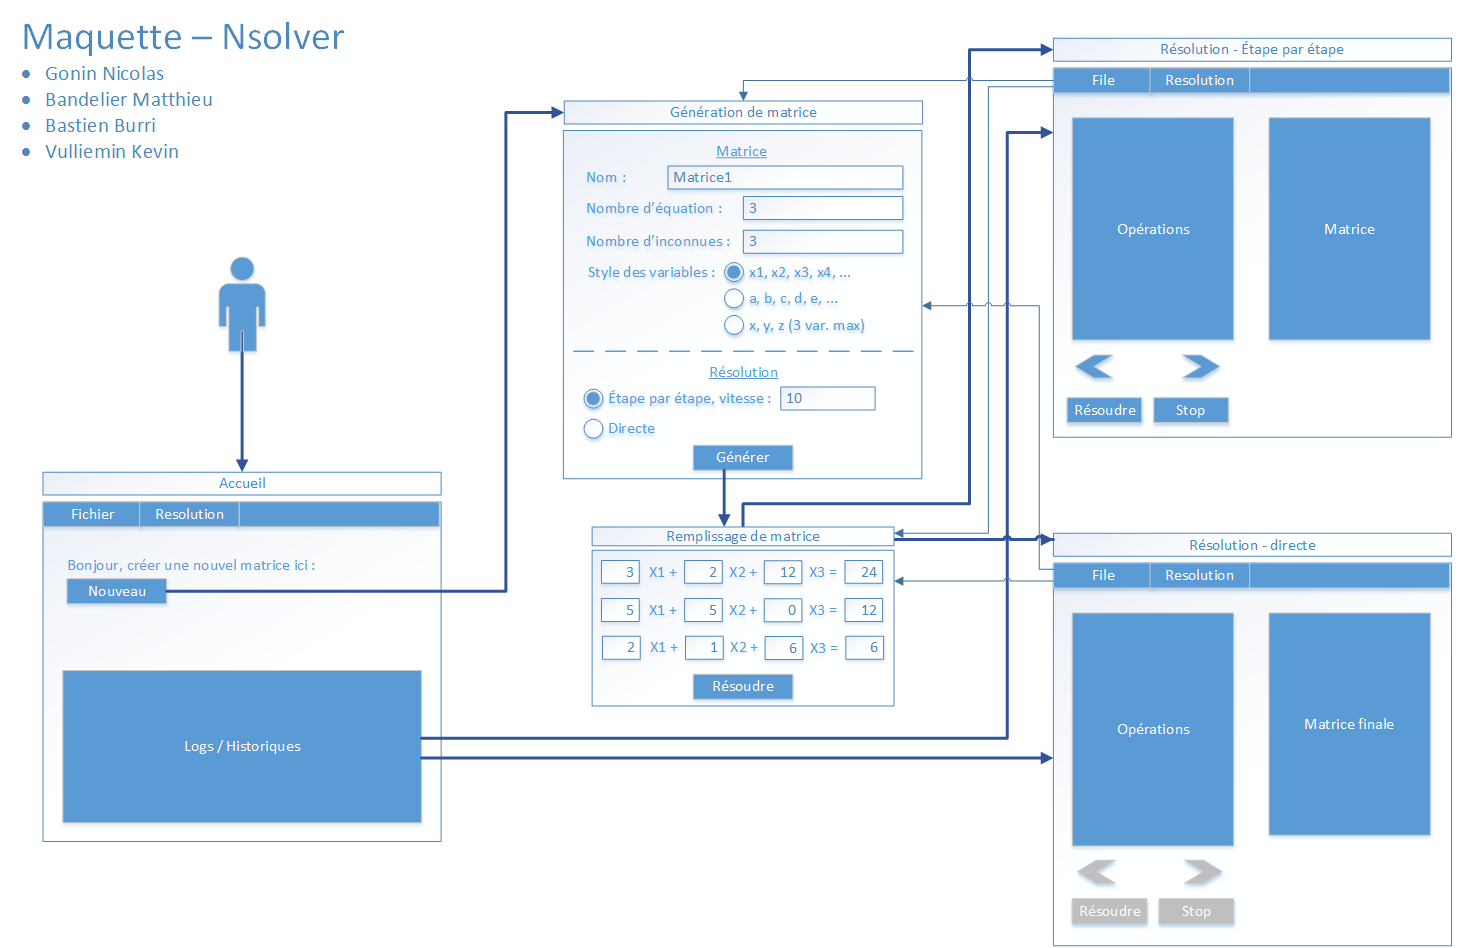 Maquette – Nsolver
• Gonin Nicolas
• Bandelier Matthieu
• Bastien Burri
• Vulliemin Kevin
Accueil
Fichier Resolution
Bonjour, créer une nouvel matrice ici :
Nouveau
Logs / Historiques
Génération de matrice
Matrice
Nom : Matrice1
Nombre d’équation : 3
Nombre d’inconnues : 3
Style des variables : x1, x2, x3, x4, ...
a, b, c, d, e, ...
x, y, z (3 var. max)
Résolution
Étape par étape, vitesse : 10
Directe
Générer
Remplissage de matrice
3 X1 + 2 X2 + 12 X3 = 24
5 X1 + 5 X2 + 0 X3 = 12
2 X1 + 1 X2 + 6 X3 = 6
Résoudre
Résolution - Étape par étape
File Resolution
Opérations Matrice
Résoudre Stop
Résolution - directe
File Resolution
Opérations Matrice finale
Résoudre Stop